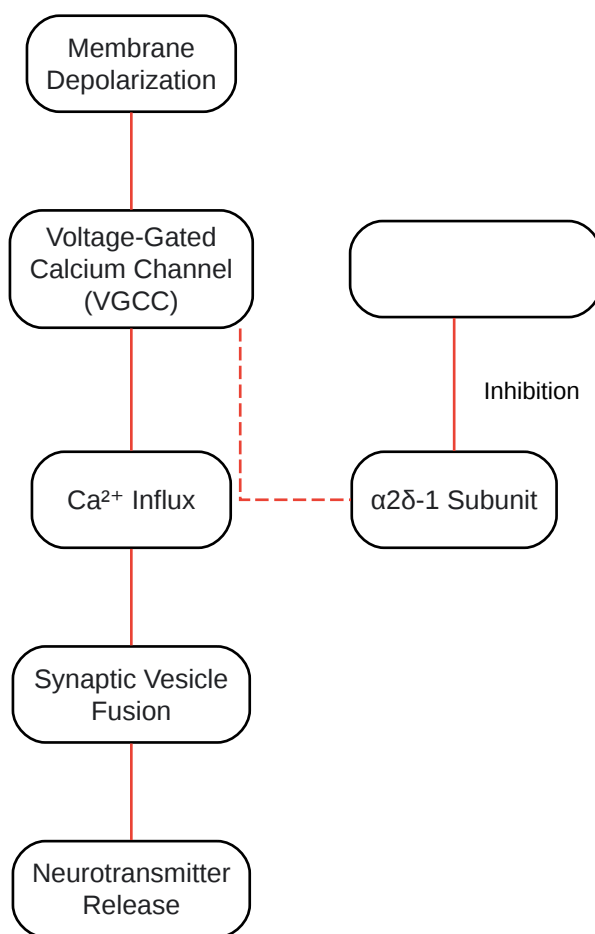 Membrane
Depolarization
Voltage-Gated
Calcium Channel
(VGCC)
Inhibition
Ca²⁺ Influx
α2δ-1 Subunit
Synaptic Vesicle
Fusion
Neurotransmitter
Release